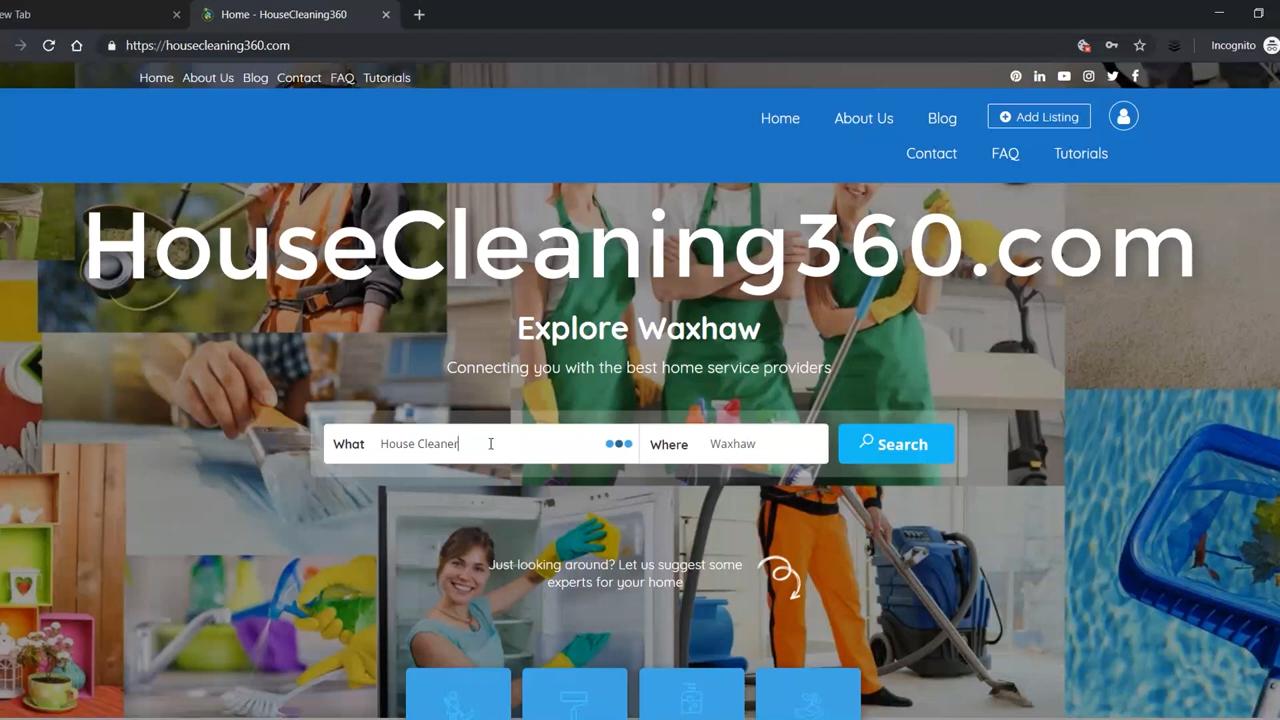 ew Tab
Home - HouseCleaning360
https://housecleaning360.com
Incognito
Home About Us Blog Contact FAQ Tutorials
Home About Us Blog Add Listing
Contact FAQ Tutorials
HouseCleaning360.com
Explore Waxhaw
Connecting you with the best home service providers
What House Cleaner Where Waxhaw Search
Just looking around? Let us suggest some
experts for your home